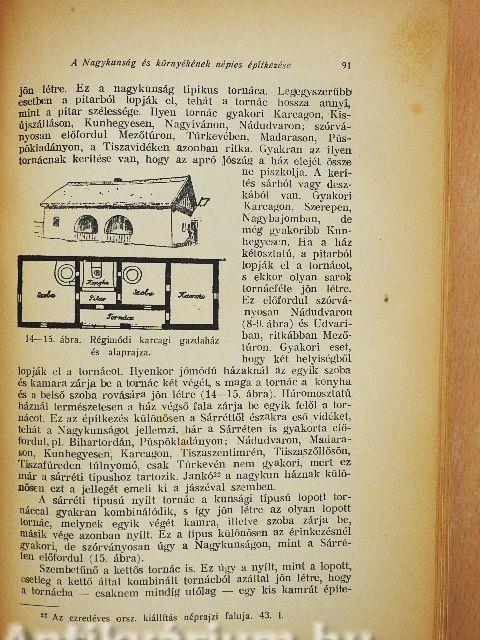 A Nagykunság és környékének népies építkezése 91
jön létre. Ez a nagykunság tipikus tornáca. Legegyszerűbb
esetben a pitarból lopják el, tehát a tornác hossza annyi,
mint a pitar szélessége. Ilyen tornác gyakori Karcagon, Kis-
újszálláson, Kunhegyesen, Nagyivánon, Nádudvaron; szórvá-
nyosan előfordul Mezőtúron, Túrkevében, Madarason, Püs-
pökladányon, a Tiszavidéken azonban ritka. Gyakran az ilyen
tornácnak kerítése van, hogy az apró jószág a ház elejét össze
ne piszkolja. A kerí-
tés sárból vagy desz-
kából van. Gyakori
Karcagon, Szerepen,
Nagybajomban, de
még gyakoribb Kun-
hegyesen. Ha a ház
kétosztatú, a pitarból
lopják el a tornácot,
s ekkor olyan sarok
tornácféle jön létre.
Ez előfordul szórvá-
nyosan Nádudvaron
(8-9. ábra) és Udvari-
ban, ritkábban Mező-
túron. Gyakori eset,
hogy két helyiségből
Szoba
Konyha
Pitar
Szoba
Kamra
Tornác
14—15. ábra. Régimódi karcagi gazdaház
és alaprajza.
lopják el a tornácot. Ilyenkor jómódú házaknál az egyik szoba
és kamara zárja be a tornác két végét, s maga a tornác a konyha
és a belső szoba rovására jön létre (14—15. ábra). Háromosztatú
háznál természetesen a ház végső fala zárja be egyik felől a tor-
nácot. Ez az építkezés különösen a Sárréttől északra eső vidéket,
tehát a Nagykunságot jellemzi, bár a Sárréten is gyakorta elő-
fordul, pl. Bihartordán, Püspökladányon; Nádudvaron, Madara-
son, Kunhegyesen, Karcagon, Tiszaszentimrén, Tiszaszőllősön,
Tiszafüreden túlnyomó, csak Túrkevén nem gyakori, mert ez
már a sárréti típushoz tartozik. Jankó²² a nagykun háznak külö-
nösen ezt a jellegét emeli ki a jászéval szemben.
A sárréti típusú nyílt tornác a kunsági típusú lopott tor-
náccal gyakran kombinálódik, s így jön létre az olyan lopott
tornác, melynek egyik végét kamra, illetve szoba zárja be,
másik vége azonban nyílt. Ez a típus különösen az érinkezésnél
gyakori, de szórványosan úgy a Nagykunságon, mint a Sárré-
ten előfordul (15. ábra).
Szembetűnő a kettős tornác is. Ez úgy a nyílt, mint a lopott,
esetleg a kettő által kombinált tornácból azáltal jön létre, hogy
a tornácba — csaknem mindig utólag — egy kis kamrát építe-
²² Az ezredéves orsz. kiállítás néprajzi faluja. 43. l.